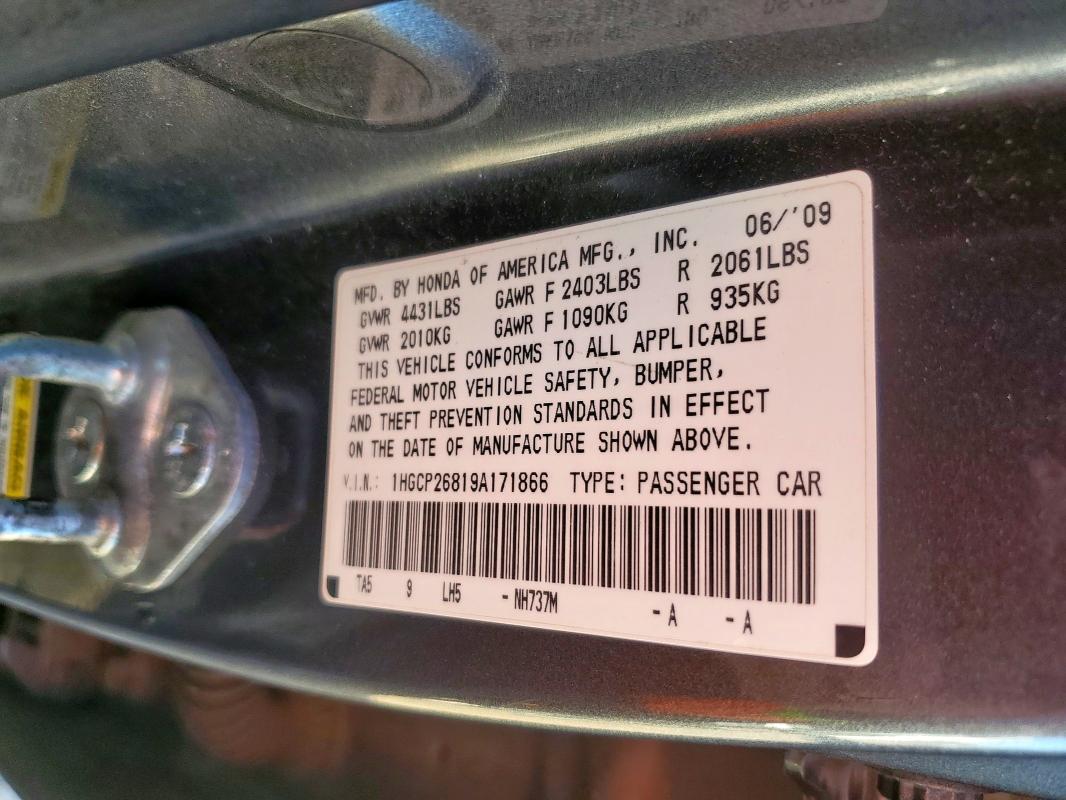 MFD. BY HONDA OF AMERICA MFG., INC. 06/'09
GVWR 4431LBS GAWR F 2403LBS R 2061LBS
GVWR 2010KG GAWR F 1090KG R 935KG
THIS VEHICLE CONFORMS TO ALL APPLICABLE
FEDERAL MOTOR VEHICLE SAFETY, BUMPER,
AND THEFT PREVENTION STANDARDS IN EFFECT
ON THE DATE OF MANUFACTURE SHOWN ABOVE.
V.I.N.: 1HGCP26819A171866 TYPE: PASSENGER CAR
TA5 9 LH5 -NH737M -A -A